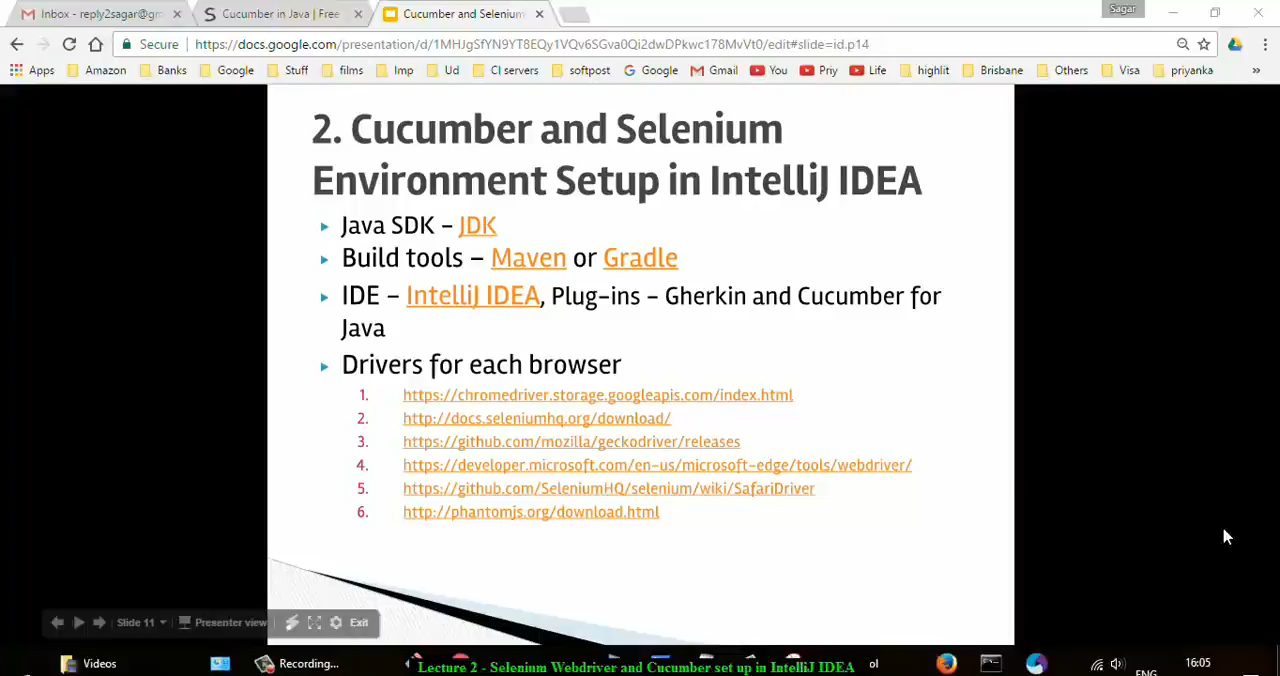 Inbox - reply2sagar@gm
Cucumber in Java | Free
Cucumber and Selenium
Sagar
Secure
https://docs.google.com/presentation/d/1MHJgSfYN9YT8EQy1VQv6SGva0Qi2dwDPkwc178MvVt0/edit#slide=id.p14
Apps Amazon Banks Google Stuff films Imp Ud CI servers softpost Google Gmail You Priy Life highlit Brisbane Others Visa priyanka »
2. Cucumber and Selenium
Environment Setup in IntelliJ IDEA
Java SDK – JDK
Build tools – Maven or Gradle
IDE – IntelliJ IDEA, Plug-ins – Gherkin and Cucumber for
Java
Drivers for each browser
1. https://chromedriver.storage.googleapis.com/index.html
2. http://docs.seleniumhq.org/download/
3. https://github.com/mozilla/geckodriver/releases
4. https://developer.microsoft.com/en-us/microsoft-edge/tools/webdriver/
5. https://github.com/SeleniumHQ/selenium/wiki/SafariDriver
6. http://phantomjs.org/download.html
Slide 11 Presenter view Exit
Videos Recording... Lecture 2 - Selenium Webdriver and Cucumber set up in IntelliJ IDEA ol ENG 16:05